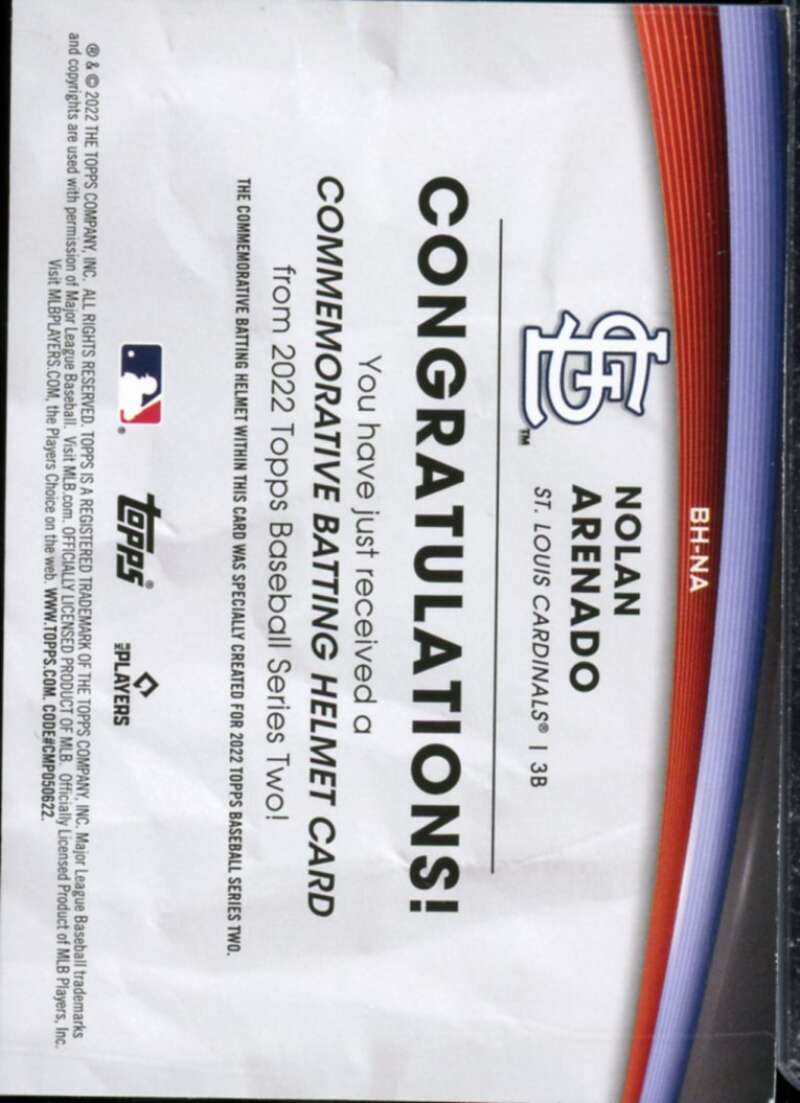 BH-NA
NOLAN
ARENADO
ST. LOUIS CARDINALS® | 3B
STL™
CONGRATULATIONS!
You have just received a
COMMEMORATIVE BATTING HELMET CARD
from 2022 Topps Baseball Series Two!
THE COMMEMORATIVE BATTING HELMET WITHIN THIS CARD WAS SPECIALLY CREATED FOR 2022 TOPPS BASEBALL SERIES TWO.
topps®
MLB PLAYERS
® & © 2022 THE TOPPS COMPANY, INC. ALL RIGHTS RESERVED. TOPPS IS A REGISTERED TRADEMARK OF THE TOPPS COMPANY, INC. Major League Baseball trademarks
and copyrights are used with permission of Major League Baseball. Visit MLB.com. OFFICIALLY LICENSED PRODUCT OF MLB. Officially Licensed Product of MLB Players, Inc.
Visit MLBPLAYERS.COM, the Players Choice on the web. WWW.TOPPS.COM. CODE#CMP050622.